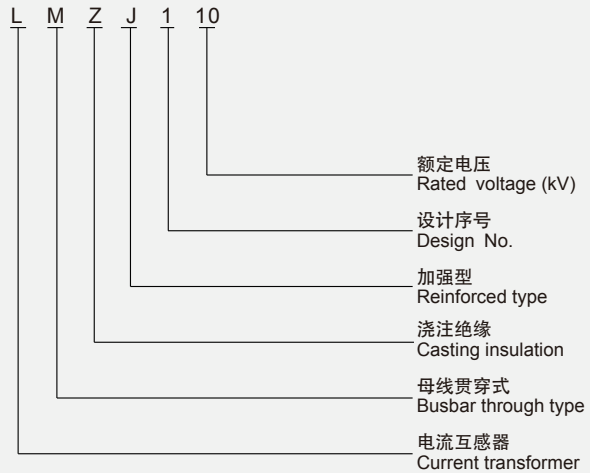 L M Z J 1 10
额定电压
Rated voltage (kV)
设计序号
Design No.
加强型
Reinforced type
浇注绝缘
Casting insulation
母线贯穿式
Busbar through type
电流互感器
Current transformer